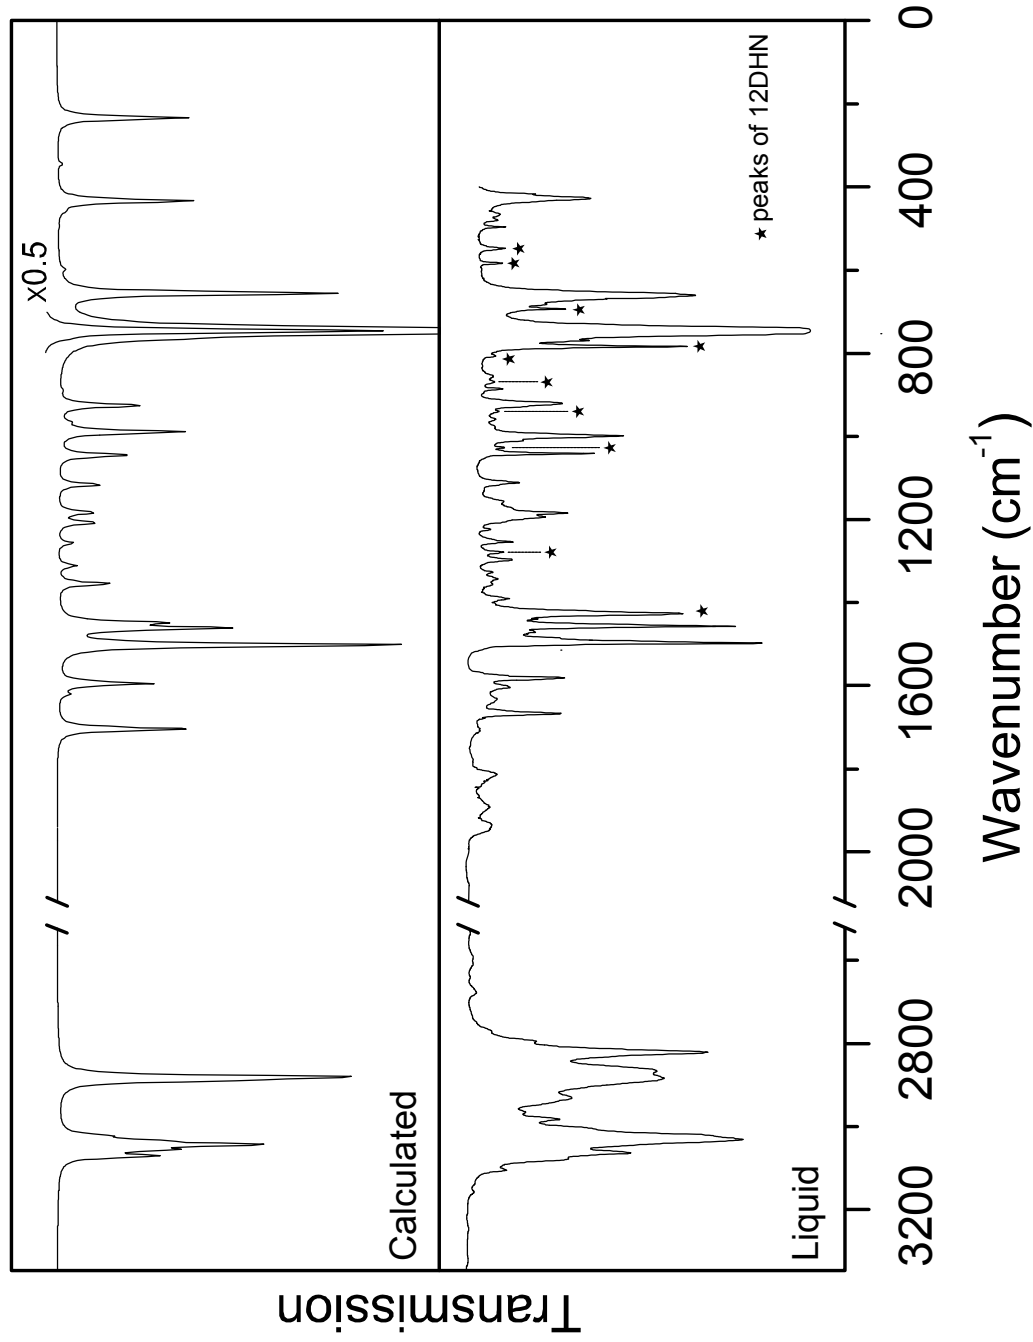 Transmission
Calculated
x0.5
Liquid
★ peaks of 12DHN
3200
2800
2000
1600
1200
800
400
0
Wavenumber (cm⁻¹)